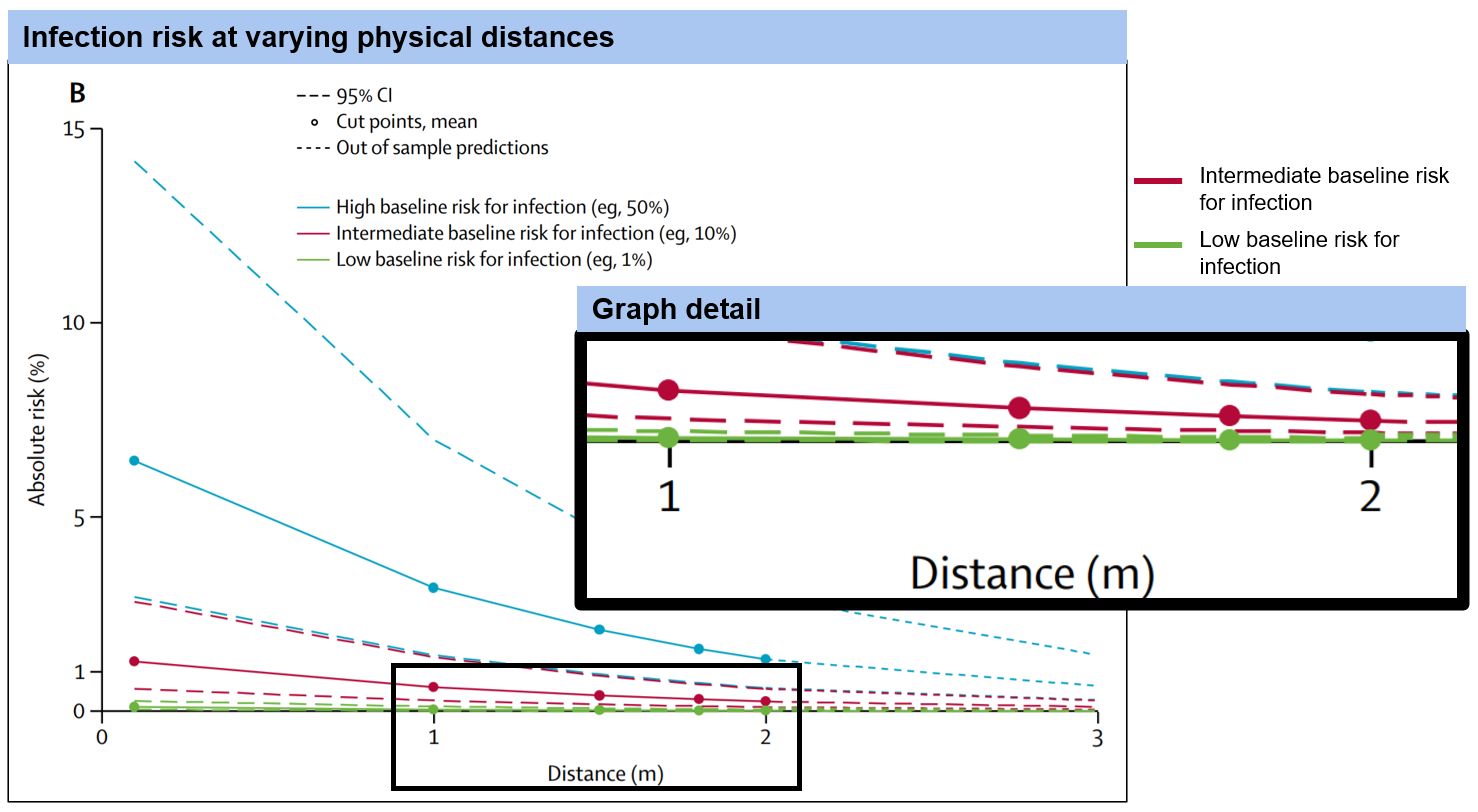 Infection risk at varying physical distances
B
95% CI
Cut points, mean
Out of sample predictions
High baseline risk for infection (eg, 50%)
Intermediate baseline risk for infection (eg, 10%)
Low baseline risk for infection (eg, 1%)
Absolute risk (%)
15
10
5
1
0
0
1
2
3
Distance (m)
Intermediate baseline risk
for infection
Low baseline risk for
infection
Graph detail
1
2
Distance (m)